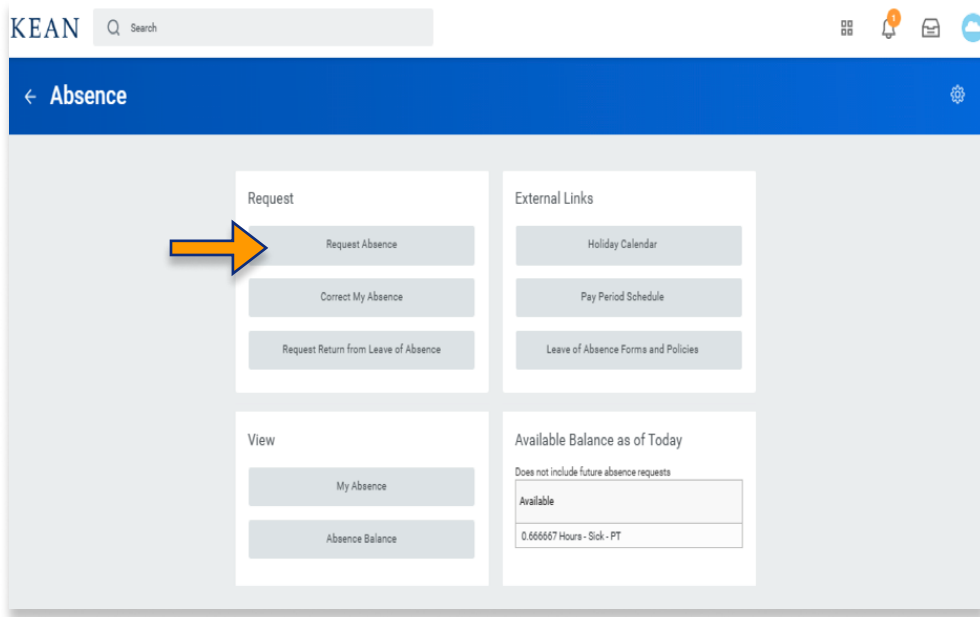 KEAN
Search
1
Absence
Request
Request Absence
Correct My Absence
Request Return from Leave of Absence
External Links
Holiday Calendar
Pay Period Schedule
Leave of Absence Forms and Policies
View
My Absence
Absence Balance
Available Balance as of Today
Does not include future absence requests
Available
0.666667 Hours - Sick - PT